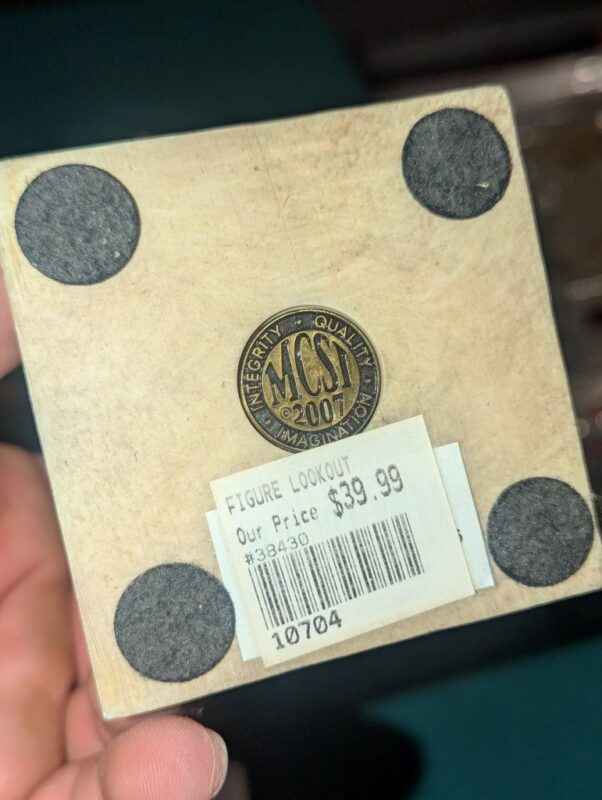 INTEGRITY • QUALITY • IMAGINATION •
MCSI
©2007
FIGURE LOOKOUT
Our Price $39.99
#38430
10704